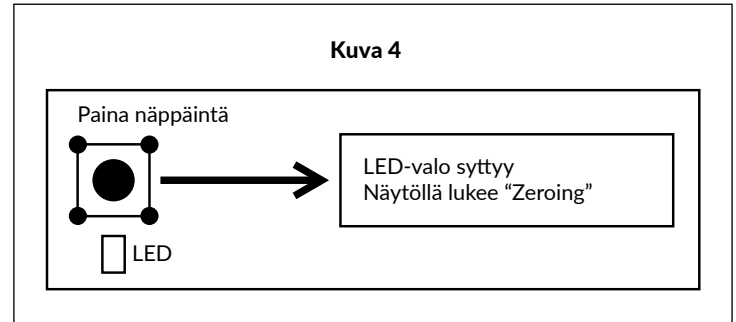 Kuva 4
Paina näppäintä
LED-valo syttyy
Näytöllä lukee “Zeroing”
LED